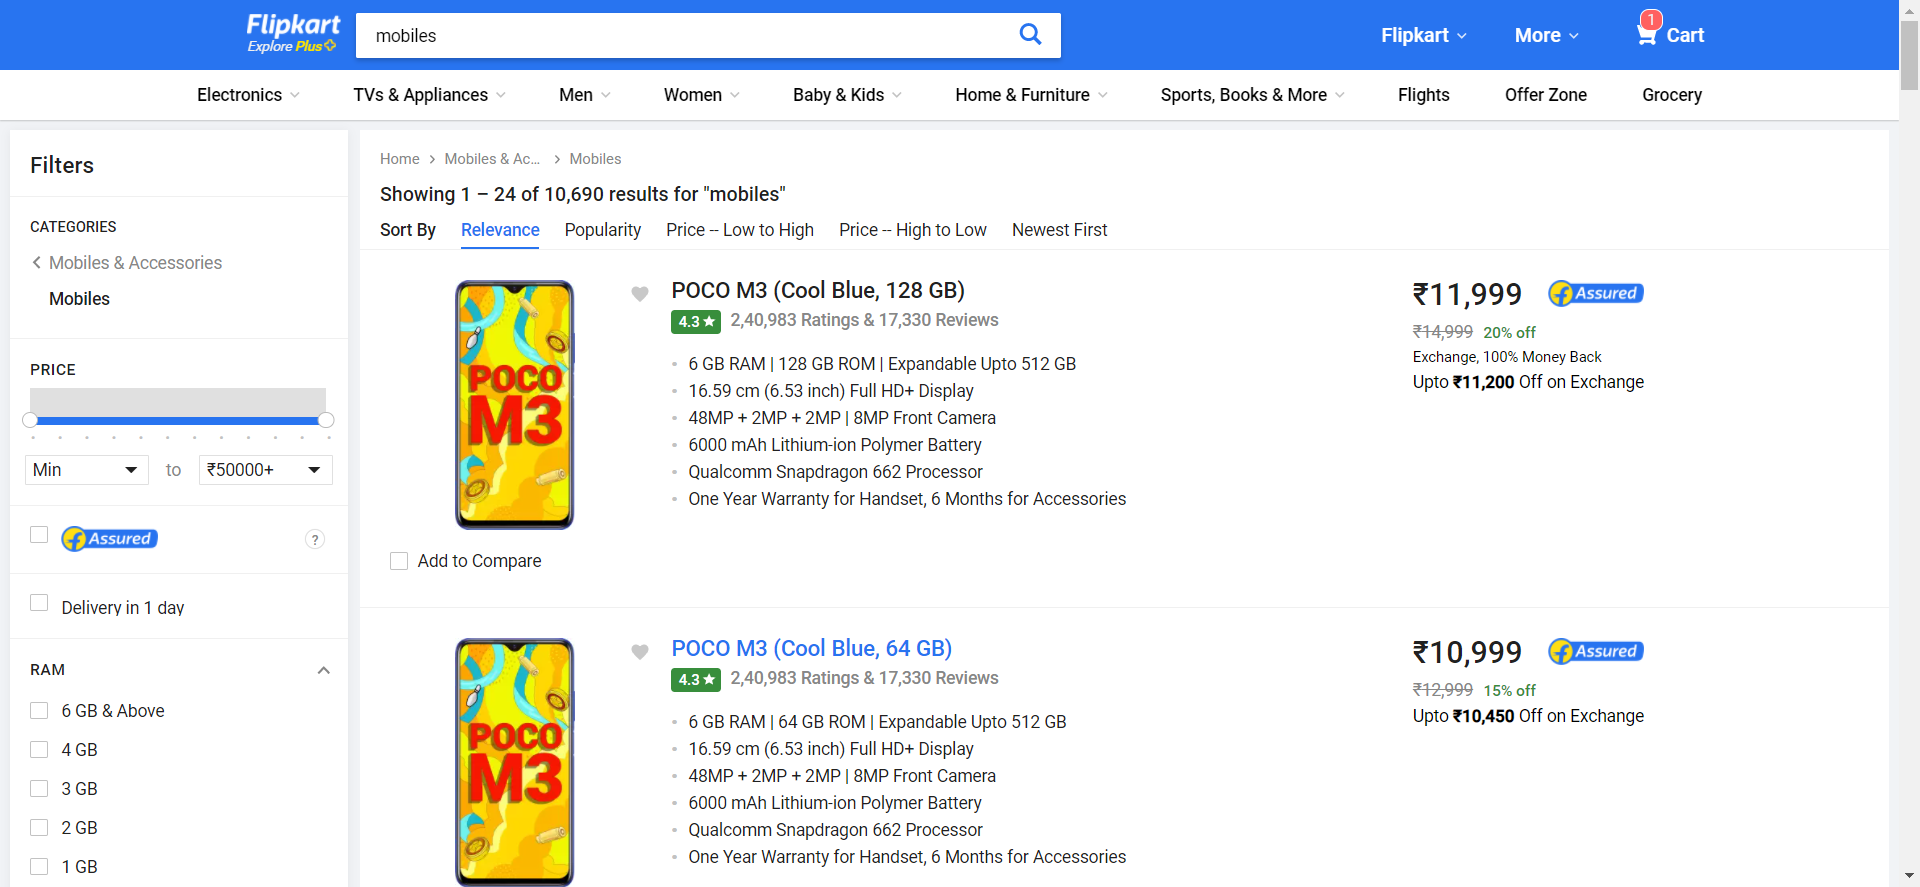 Flipkart
Explore Plus
mobiles
Flipkart
More
1
Cart
Electronics
TVs & Appliances
Men
Women
Baby & Kids
Home & Furniture
Sports, Books & More
Flights
Offer Zone
Grocery
Filters
CATEGORIES
Mobiles & Accessories
Mobiles
PRICE
Min to ₹50000+
Assured
?
Delivery in 1 day
RAM
6 GB & Above
4 GB
3 GB
2 GB
1 GB
Home > Mobiles & Ac... > Mobiles
Showing 1 – 24 of 10,690 results for "mobiles"
Sort By Relevance Popularity Price -- Low to High Price -- High to Low Newest First
POCO
M3
Add to Compare
POCO M3 (Cool Blue, 128 GB)
4.3★ 2,40,983 Ratings & 17,330 Reviews
6 GB RAM | 128 GB ROM | Expandable Upto 512 GB
16.59 cm (6.53 inch) Full HD+ Display
48MP + 2MP + 2MP | 8MP Front Camera
6000 mAh Lithium-ion Polymer Battery
Qualcomm Snapdragon 662 Processor
One Year Warranty for Handset, 6 Months for Accessories
₹11,999
Assured
₹14,999 20% off
Exchange, 100% Money Back
Upto ₹11,200 Off on Exchange
POCO
M3
POCO M3 (Cool Blue, 64 GB)
4.3★ 2,40,983 Ratings & 17,330 Reviews
6 GB RAM | 64 GB ROM | Expandable Upto 512 GB
16.59 cm (6.53 inch) Full HD+ Display
48MP + 2MP + 2MP | 8MP Front Camera
6000 mAh Lithium-ion Polymer Battery
Qualcomm Snapdragon 662 Processor
One Year Warranty for Handset, 6 Months for Accessories
₹10,999
Assured
₹12,999 15% off
Upto ₹10,450 Off on Exchange